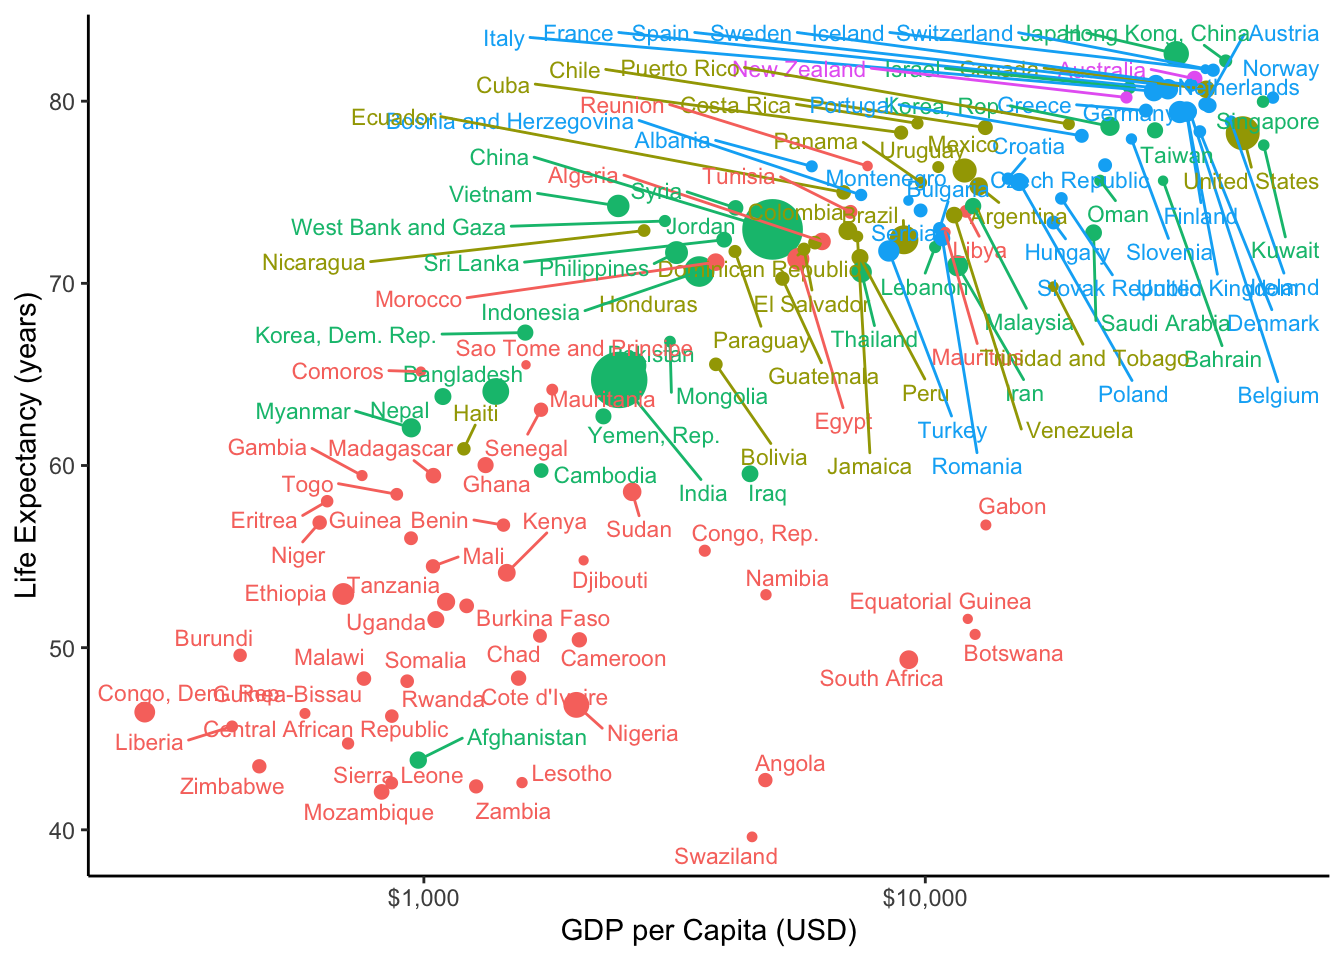 Italy
France
Spain
Sweden
Iceland
Switzerland
Japan
Hong Kong, China
Austria
Cuba
Chile
Puerto Rico
New Zealand
Israel
Canada
Australia
Norway
Netherlands
80
Ecuador
Reunion
Costa Rica
Portugal
Korea, Rep.
Greece
Germany
Singapore
Bosnia and Herzegovina
Albania
Panama
Uruguay
Mexico
Croatia
Taiwan
China
Algeria
Syria
Tunisia
Montenegro
Bulgaria
Czech Republic
United States
Vietnam
West Bank and Gaza
Jordan
Colombia
Brazil
Argentina
Oman
Finland
Nicaragua
Sri Lanka
Philippines
Dominican Republic
Serbia
Libya
Hungary
Slovenia
Kuwait
70
Morocco
Indonesia
Honduras
El Salvador
Lebanon
Slovak Republic
United Kingdom
Ireland
Korea, Dem. Rep.
Paraguay
Thailand
Malaysia
Saudi Arabia
Denmark
Sao Tome and Principe
Pakistan
Mauritius
Trinidad and Tobago
Bahrain
Comoros
Bangladesh
Mauritania
Mongolia
Guatemala
Peru
Iran
Poland
Belgium
Myanmar
Nepal
Haiti
Yemen, Rep.
Egypt
Turkey
Venezuela
Gambia
Madagascar
Senegal
Bolivia
Jamaica
Romania
60
Togo
Ghana
Cambodia
India
Iraq
Eritrea
Guinea
Benin
Kenya
Sudan
Congo, Rep.
Gabon
Niger
Mali
Djibouti
Namibia
Ethiopia
Tanzania
Equatorial Guinea
Uganda
Burkina Faso
50
Burundi
Malawi
Somalia
Chad
Cameroon
Botswana
South Africa
Congo, Dem. Rep.
Guinea-Bissau
Rwanda
Cote d'Ivoire
Liberia
Central African Republic
Afghanistan
Nigeria
Zimbabwe
Sierra Leone
Lesotho
Angola
Mozambique
Zambia
40
Swaziland
Life Expectancy (years)
$1,000
$10,000
GDP per Capita (USD)